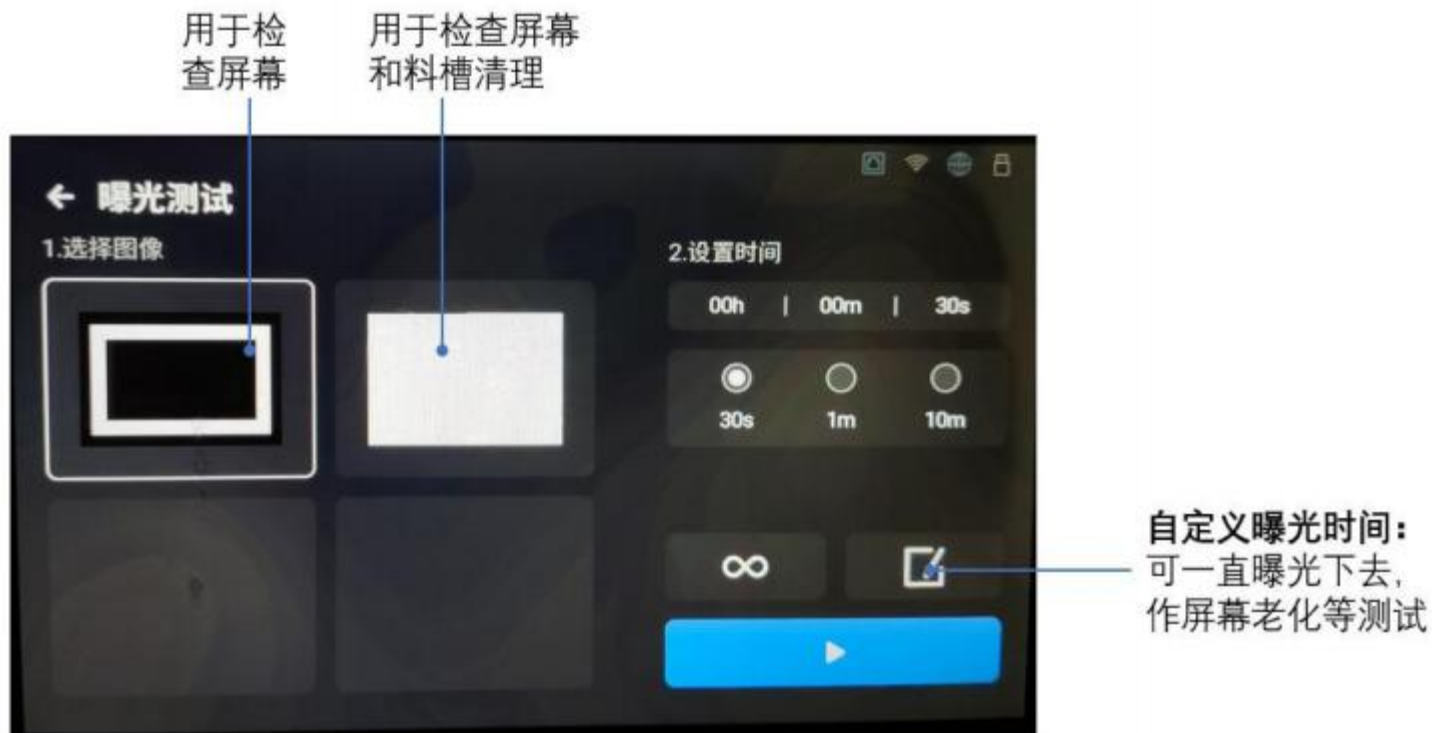 用于检
查屏幕
用于检查屏幕
和料槽清理
曝光测试
1.选择图像
2.设置时间
00h | 00m | 30s
30s
1m
10m
自定义曝光时间：
可一直曝光下去，
作屏幕老化等测试